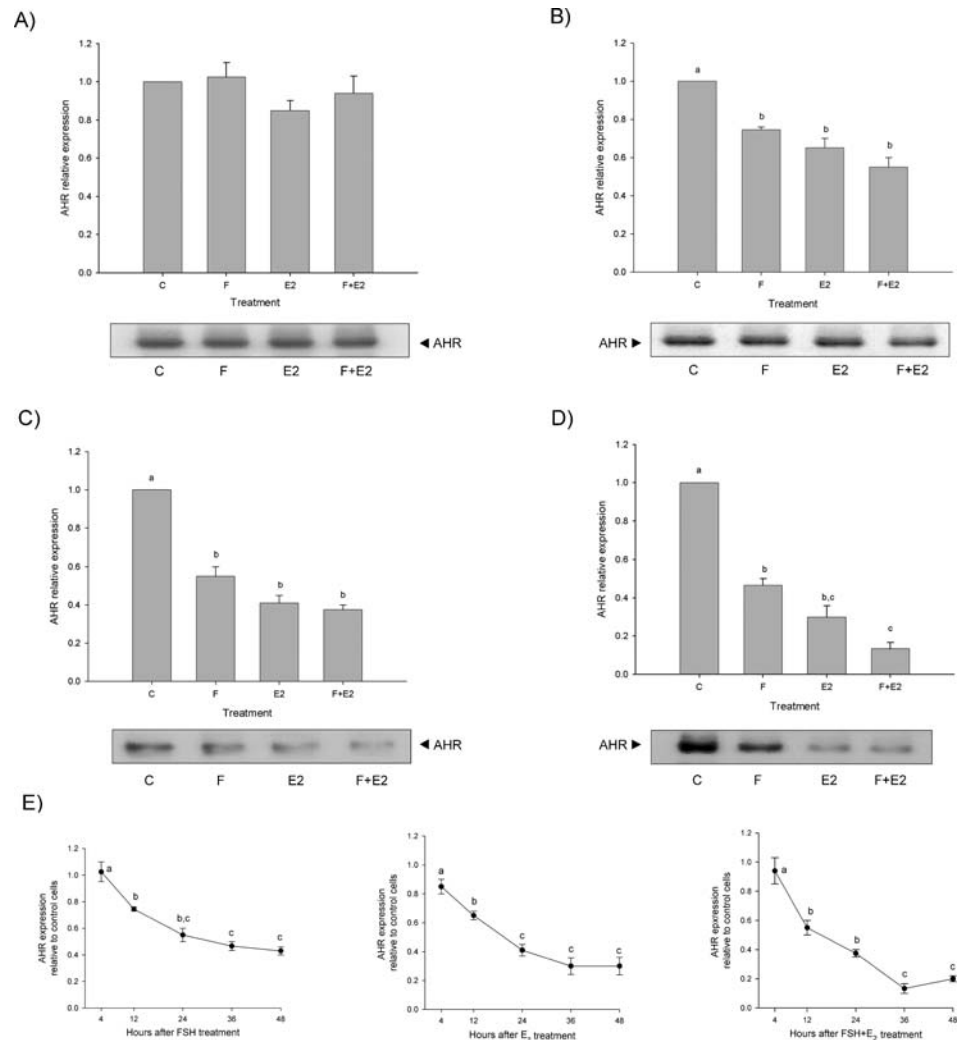 A)
AHR relative expression
1.2
1.0
0.8
0.6
0.4
0.2
0.0
C F E2 F+E2
Treatment
◄ AHR
C F E2 F+E2
B)
AHR relative expression
1.2
1.0
0.8
0.6
0.4
0.2
0.0
a b b b
C F E2 F+E2
Treatment
AHR ►
C F E2 F+E2
C)
AHR relative expression
1.2
1.0
0.8
0.6
0.4
0.2
0.0
a b b b
C F E2 F+E2
Treatment
◄ AHR
C F E2 F+E2
D)
AHR relative expression
1.2
1.0
0.8
0.6
0.4
0.2
0.0
a b b,c c
C F E2 F+E2
Treatment
AHR ►
C F E2 F+E2
E)
AHR expression
relative to control cells
1.2
1.0
0.8
0.6
0.4
0.2
0.0
a b b,c c c
4 12 24 36 48
Hours after FSH treatment
AHR expression
relative to control cells
1.0
0.8
0.6
0.4
0.2
0.0
a b c c c
4 12 24 36 48
Hours after E₂ treatment
AHR epxression
relative to control cells
1.2
1.0
0.8
0.6
0.4
0.2
0.0
a b b c c
4 12 24 36 48
Hours after FSH+E₂ treatment